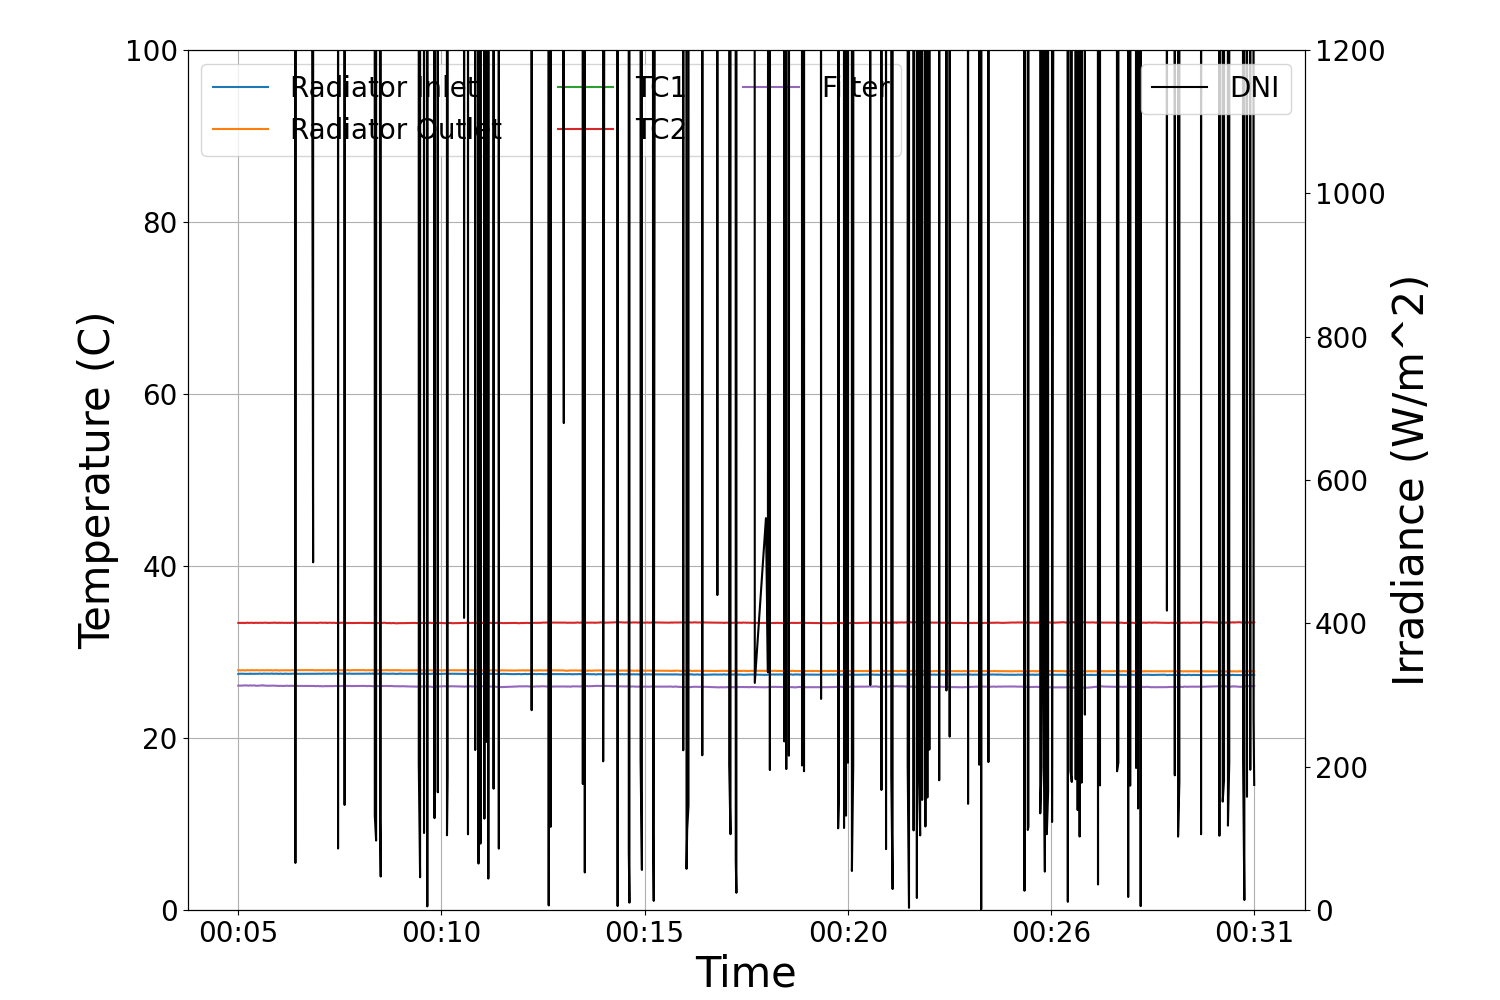 100
80
60
40
20
0
Temperature (C)
Radiator Inlet
Radiator Outlet
TC1
TC2
Filter
DNI
1200
1000
800
600
400
200
0
Irradiance (W/m^2)
00:05
00:10
00:15
00:20
00:26
00:31
Time